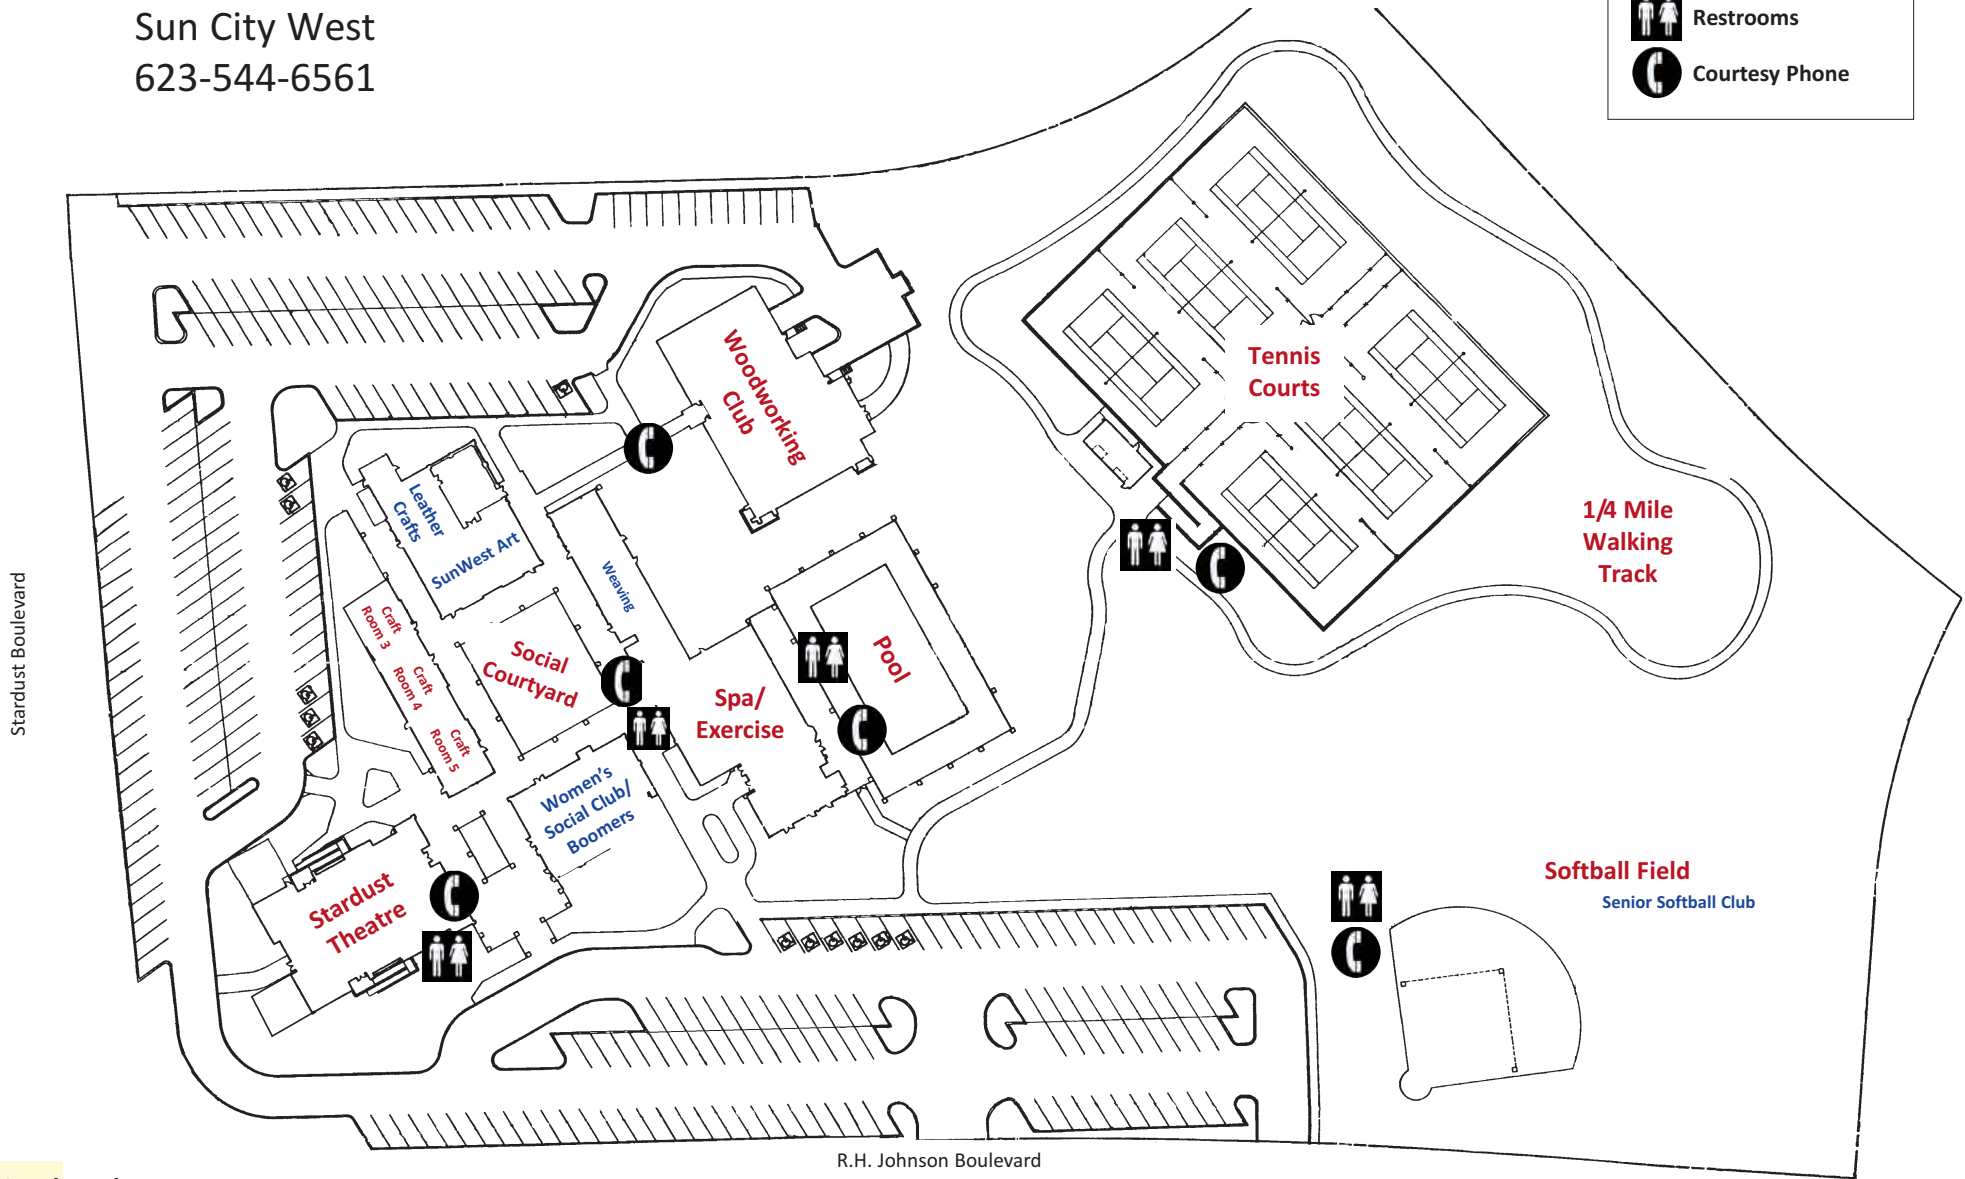 Sun City West
623-544-6561
Restrooms
Courtesy Phone
Woodworking
Club
Tennis
Courts
1/4 Mile
Walking
Track
Leather
Crafts
SunWest Art
Weaving
Craft
Room 3
Craft
Room 4
Craft
Room 5
Social
Courtyard
Spa/
Exercise
Pool
Women's
Social Club/
Boomers
Stardust
Theatre
Softball Field
Senior Softball Club
Stardust Boulevard
R.H. Johnson Boulevard